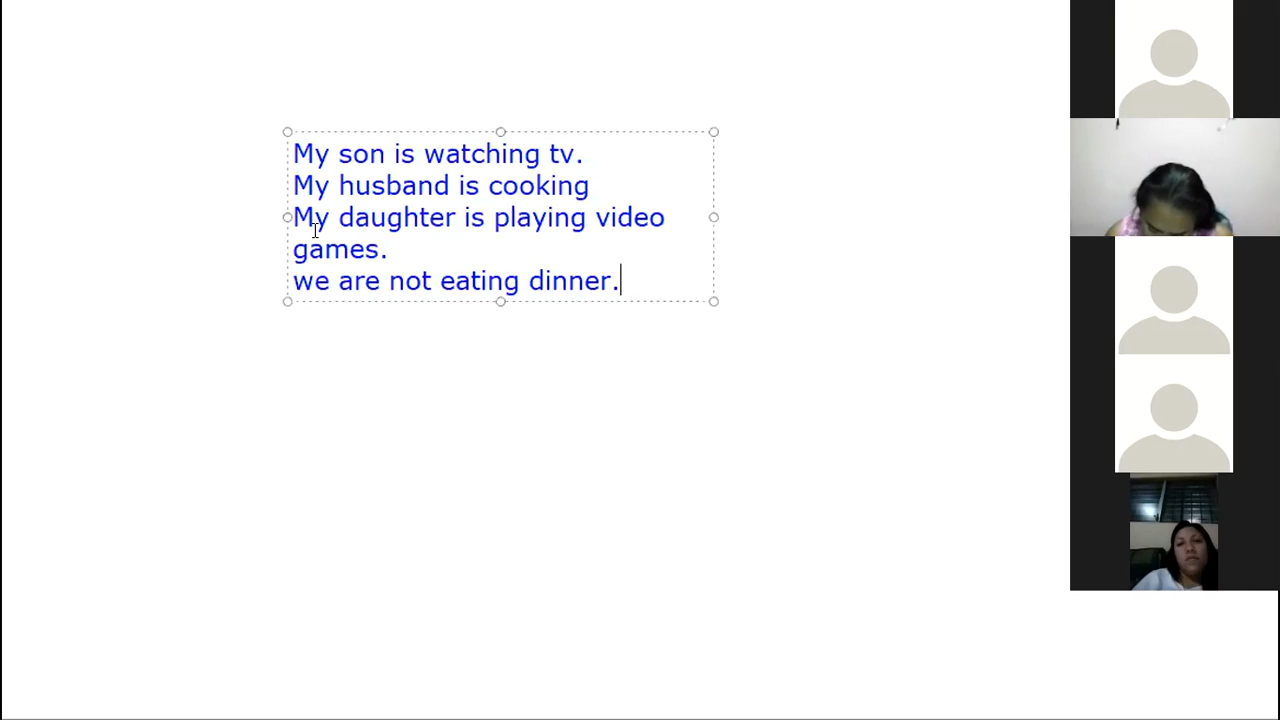 My son is watching tv.
My husband is cooking
My daughter is playing video
games.
we are not eating dinner.